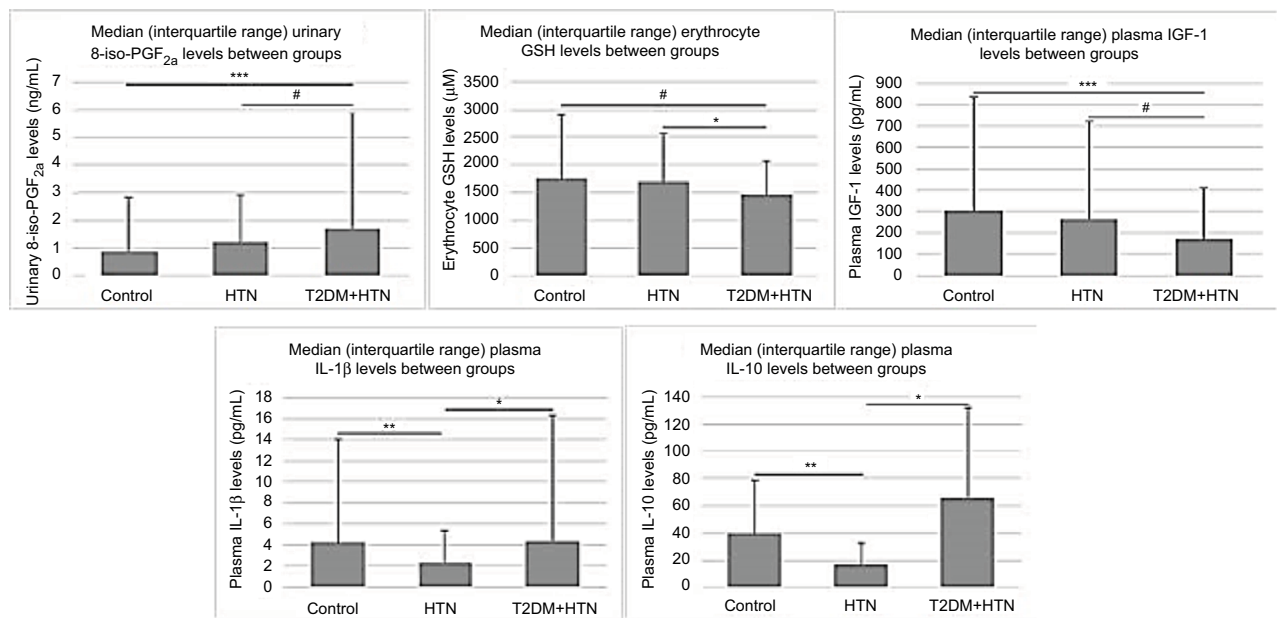 Median (interquartile range) urinary
8-iso-PGF2a levels between groups
Urinary 8-iso-PGF2a levels (ng/mL)
7
6
5
4
3
2
1
0
***
#
Control
HTN
T2DM+HTN
Median (interquartile range) erythrocyte
GSH levels between groups
Erythrocyte GSH levels (µM)
3500
3000
2500
2000
1500
1000
500
0
#
*
Control
HTN
T2DM+HTN
Median (interquartile range) plasma IGF-1
levels between groups
Plasma IGF-1 levels (pg/mL)
900
800
700
600
500
400
300
200
100
0
***
#
Control
HTN
T2DM+HTN
Median (interquartile range) plasma
IL-1β levels between groups
Plasma IL-1β levels (pg/mL)
18
16
14
12
10
8
6
4
2
0
**
*
Control
HTN
T2DM+HTN
Median (interquartile range) plasma
IL-10 levels between groups
Plasma IL-10 levels (pg/mL)
140
120
100
80
60
40
20
0
**
*
Control
HTN
T2DM+HTN